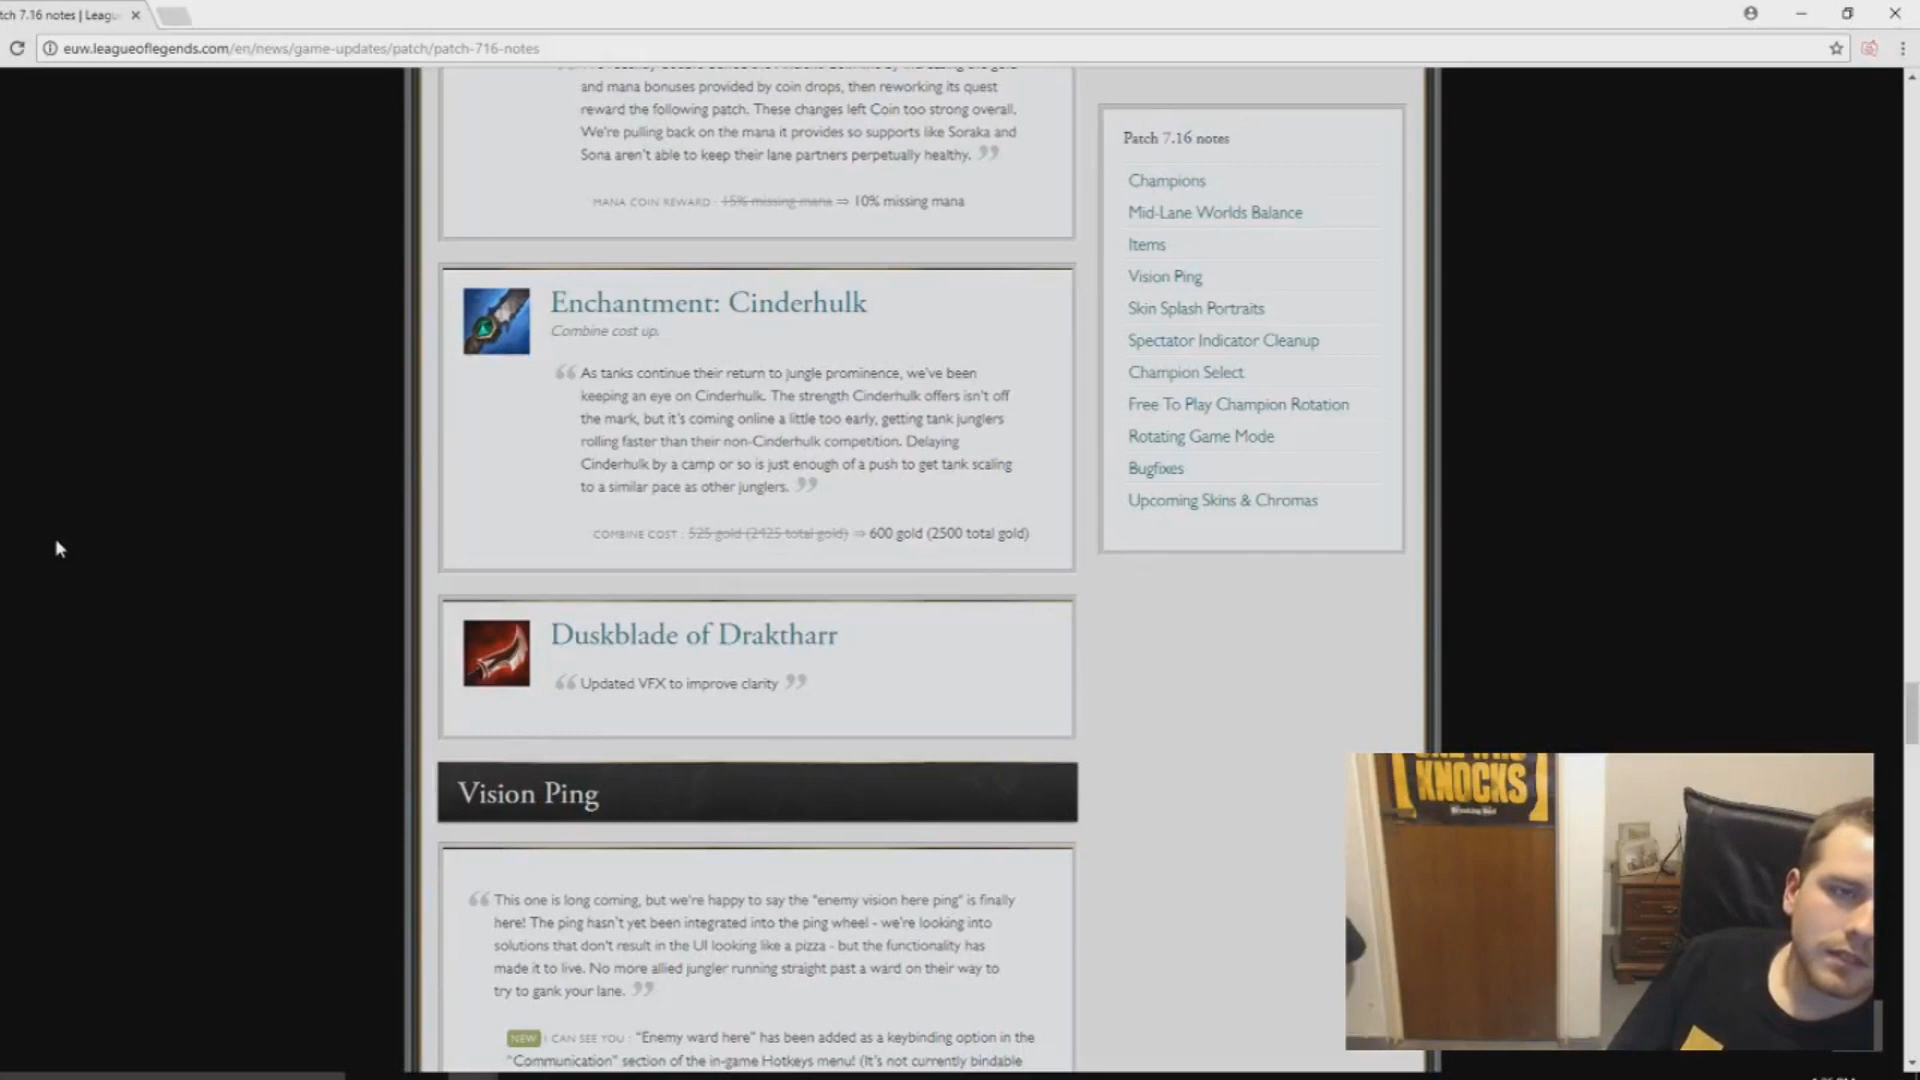 tch 7.16 notes | Leagu
euw.leagueoflegends.com/en/news/game-updates/patch/patch-716-notes
and mana bonuses provided by coin drops, then reworking its quest
reward the following patch. These changes left Coin too strong overall.
We're pulling back on the mana it provides so supports like Soraka and
Sona aren't able to keep their lane partners perpetually healthy. ”
MANA COIN REWARD : 15% missing mana ⇒ 10% missing mana
Enchantment: Cinderhulk
Combine cost up.
“ As tanks continue their return to jungle prominence, we've been
keeping an eye on Cinderhulk. The strength Cinderhulk offers isn't off
the mark, but it's coming online a little too early, getting tank junglers
rolling faster than their non-Cinderhulk competition. Delaying
Cinderhulk by a camp or so is just enough of a push to get tank scaling
to a similar pace as other junglers. ”
COMBINE COST : 525 gold (2425 total gold) ⇒ 600 gold (2500 total gold)
Duskblade of Draktharr
“ Updated VFX to improve clarity ”
Vision Ping
“ This one is long coming, but we're happy to say the "enemy vision here ping" is finally
here! The ping hasn't yet been integrated into the ping wheel - we're looking into
solutions that don't result in the UI looking like a pizza - but the functionality has
made it to live. No more allied jungler running straight past a ward on their way to
try to gank your lane. ”
NEW I CAN SEE YOU : "Enemy ward here" has been added as a keybinding option in the
"Communication" section of the in-game Hotkeys menu! (It's not currently bindable
Patch 7.16 notes
Champions
Mid-Lane Worlds Balance
Items
Vision Ping
Skin Splash Portraits
Spectator Indicator Cleanup
Champion Select
Free To Play Champion Rotation
Rotating Game Mode
Bugfixes
Upcoming Skins & Chromas
KNOCKS